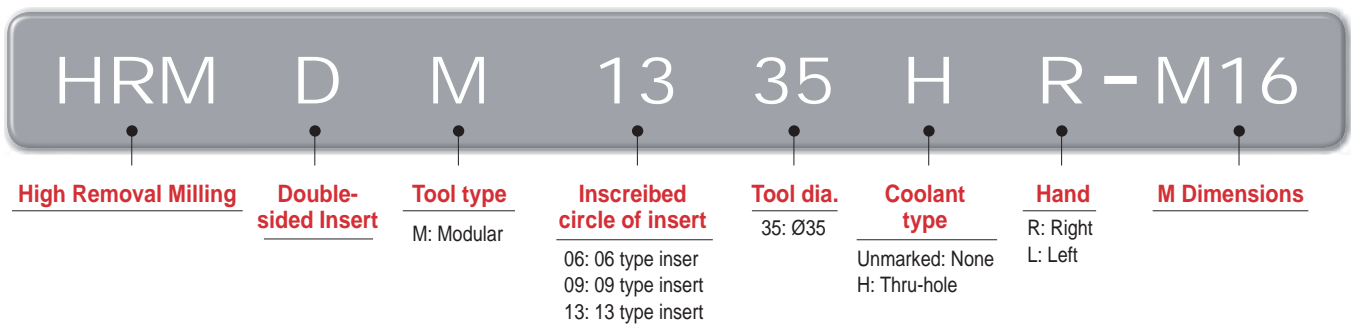 HRM D M 13 35 H R-M16
High Removal Milling
Double-
sided Insert
Tool type
M: Modular
Inscreibed
circle of insert
06: 06 type inser
09: 09 type insert
13: 13 type insert
Tool dia.
35: Ø35
Coolant
type
Unmarked: None
H: Thru-hole
Hand
R: Right
L: Left
M Dimensions